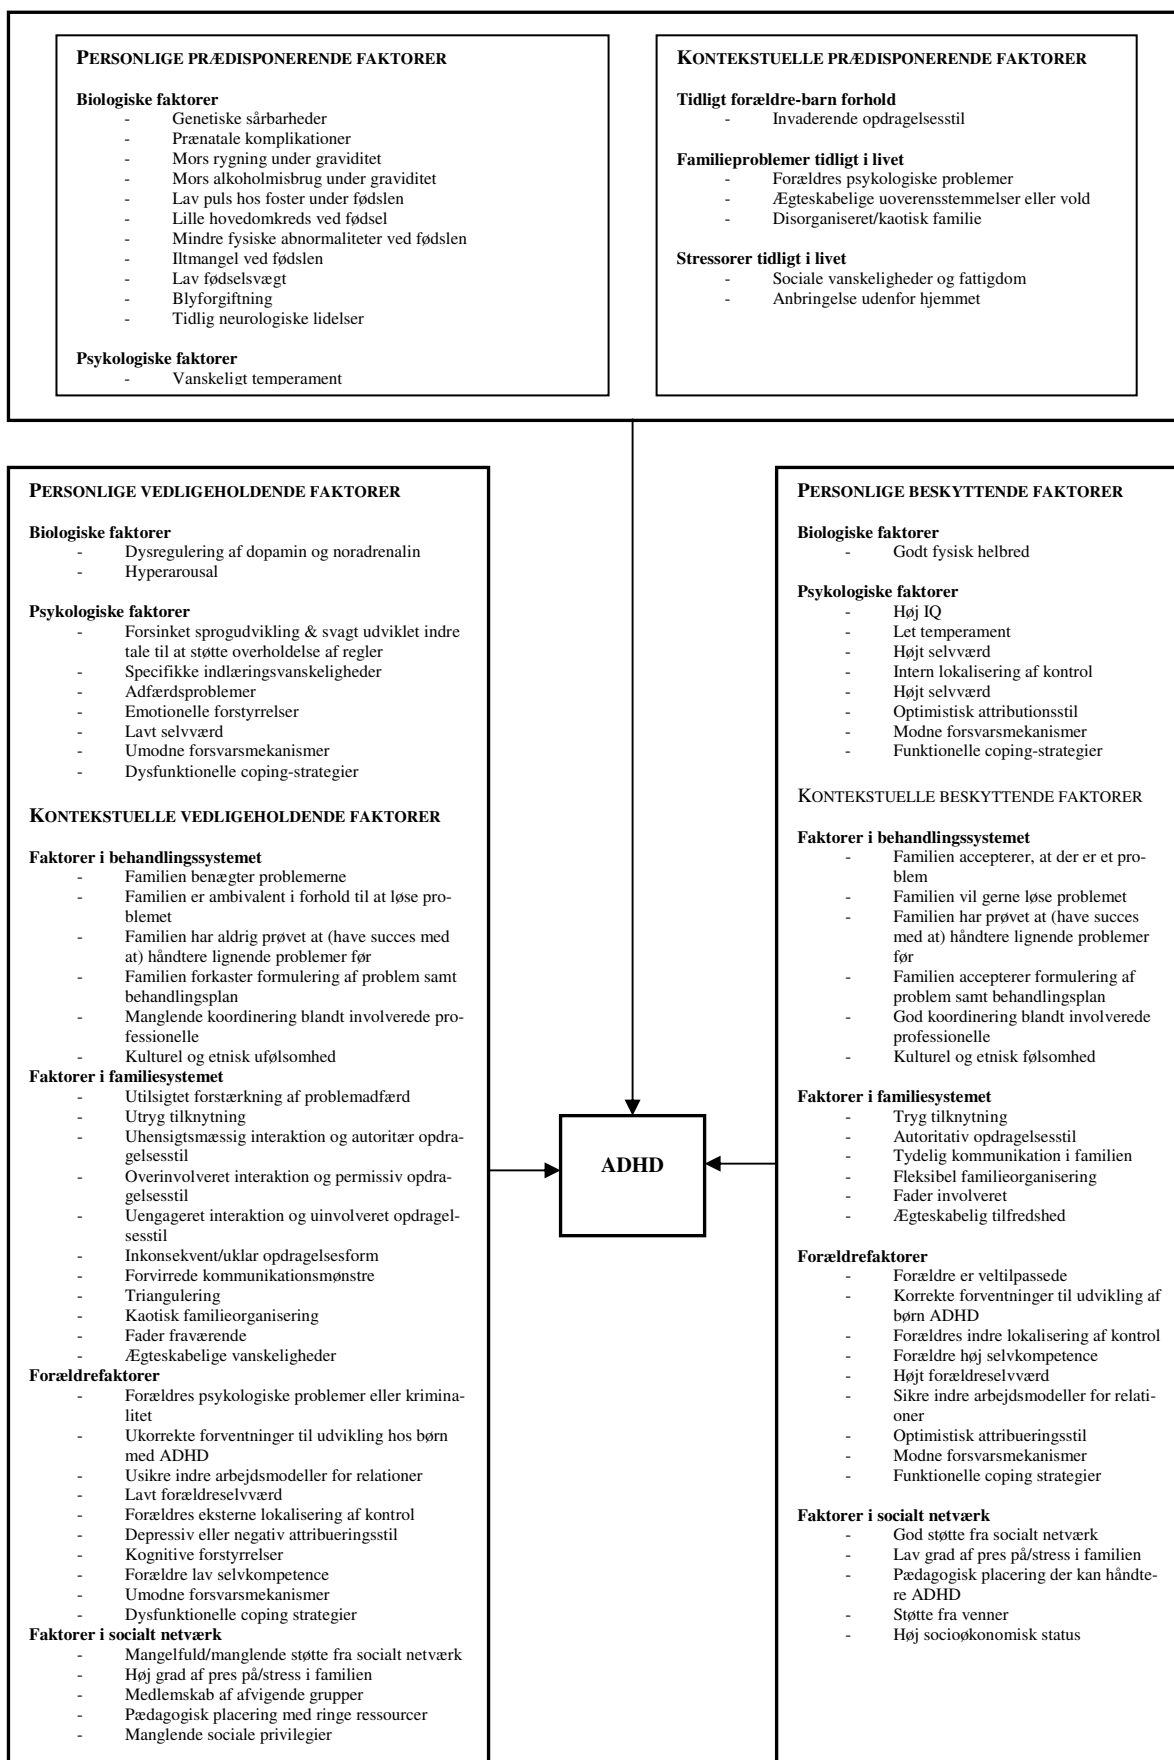 PERSONLIGE PRÆDISPONERENDE FAKTORER
Biologiske faktorer
- Genetiske sårbarheder
- Prænatale komplikationer
- Mors rygning under graviditet
- Mors alkoholmisbrug under graviditet
- Lav puls hos foster under fødslen
- Lille hovedomkreds ved fødsel
- Mindre fysiske abnormaliteter ved fødslen
- Iltmangel ved fødslen
- Lav fødselsvægt
- Blyforgiftning
- Tidlig neurologiske lidelser
Psykologiske faktorer
- Vanskeligt temperament
KONTEKSTUELLE PRÆDISPONERENDE FAKTORER
Tidligt forældre-barn forhold
- Invaderende opdragelsesstil
Familieproblemer tidligt i livet
- Forældres psykologiske problemer
- Ægteskabelige uoverensstemmelser eller vold
- Disorganiseret/kaotisk familie
Stressorer tidligt i livet
- Sociale vanskeligheder og fattigdom
- Anbringelse udenfor hjemmet
PERSONLIGE VEDLIGEHOLDENDE FAKTORER
Biologiske faktorer
- Dysregulering af dopamin og noradrenalin
- Hyperarousal
Psykologiske faktorer
- Forsinket sprogudvikling & svagt udviklet indre
tale til at støtte overholdelse af regler
- Specifikke indlæringsvanskeligheder
- Adfærdsproblemer
- Emotionelle forstyrrelser
- Lavt selvværd
- Umodne forsvarsmekanismer
- Dysfunktionelle coping-strategier
KONTEKSTUELLE VEDLIGEHOLDENDE FAKTORER
Faktorer i behandlingssystemet
- Familien benægter problemerne
- Familien er ambivalent i forhold til at løse pro-
blemet
- Familien har aldrig prøvet at (have succes med
at) håndtere lignende problemer før
- Familien forkaster formulering af problem samt
behandlingsplan
- Manglende koordinering blandt involverede pro-
fessionelle
- Kulturel og etnisk ufølsomhed
Faktorer i familiesystemet
- Utilsigtet forstærkning af problemadfærd
- Utryg tilknytning
- Uhensigtsmæssig interaktion og autoritær opdra-
gelsesstil
- Overinvolveret interaktion og permissiv opdra-
gelsesstil
- Uengageret interaktion og uinvolveret opdragel-
sesstil
- Inkonsekvent/uklar opdragelsesform
- Forvirrede kommunikationsmønstre
- Triangulering
- Kaotisk familieorganisering
- Fader fraværende
- Ægteskabelige vanskeligheder
Forældrefaktorer
- Forældres psykologiske problemer eller krimina-
litet
- Ukorrekte forventninger til udvikling hos børn
med ADHD
- Usikre indre arbejdsmodeller for relationer
- Lavt forældreselvværd
- Forældres eksterne lokalisering af kontrol
- Depressiv eller negativ attribueringsstil
- Kognitive forstyrrelser
- Forældre lav selvkompetence
- Umodne forsvarsmekanismer
- Dysfunktionelle coping strategier
Faktorer i socialt netværk
- Mangelfuld/manglende støtte fra socialt netværk
- Høj grad af pres på/stress i familien
- Medlemskab af afvigende grupper
- Pædagogisk placering med ringe ressourcer
- Manglende sociale privilegier
ADHD
PERSONLIGE BESKYTTENDE FAKTORER
Biologiske faktorer
- Godt fysisk helbred
Psykologiske faktorer
- Høj IQ
- Let temperament
- Højt selvværd
- Intern lokalisering af kontrol
- Højt selvværd
- Optimistisk attributionsstil
- Modne forsvarsmekanismer
- Funktionelle coping-strategier
KONTEKSTUELLE BESKYTTENDE FAKTORER
Faktorer i behandlingssystemet
- Familien accepterer, at der er et pro-
blem
- Familien vil gerne løse problemet
- Familien har prøvet at (have succes
med at) håndtere lignende problemer
før
- Familien accepterer formulering af
problem samt behandlingsplan
- God koordinering blandt involverede
professionelle
- Kulturel og etnisk følsomhed
Faktorer i familiesystemet
- Tryg tilknytning
- Autoritativ opdragelsesstil
- Tydelig kommunikation i familien
- Fleksibel familieorganisering
- Fader involveret
- Ægteskabelig tilfredshed
Forældrefaktorer
- Forældre er veltilpassede
- Korrekte forventninger til udvikling af
børn ADHD
- Forældres indre lokalisering af kontrol
- Forældre høj selvkompetence
- Højt forældreselvværd
- Sikre indre arbejdsmodeller for relati-
oner
- Optimistisk attribueringsstil
- Modne forsvarsmekanismer
- Funktionelle coping strategier
Faktorer i socialt netværk
- God støtte fra socialt netværk
- Lav grad af pres på/stress i familien
- Pædagogisk placering der kan håndte-
re ADHD
- Støtte fra venner
- Høj socioøkonomisk status